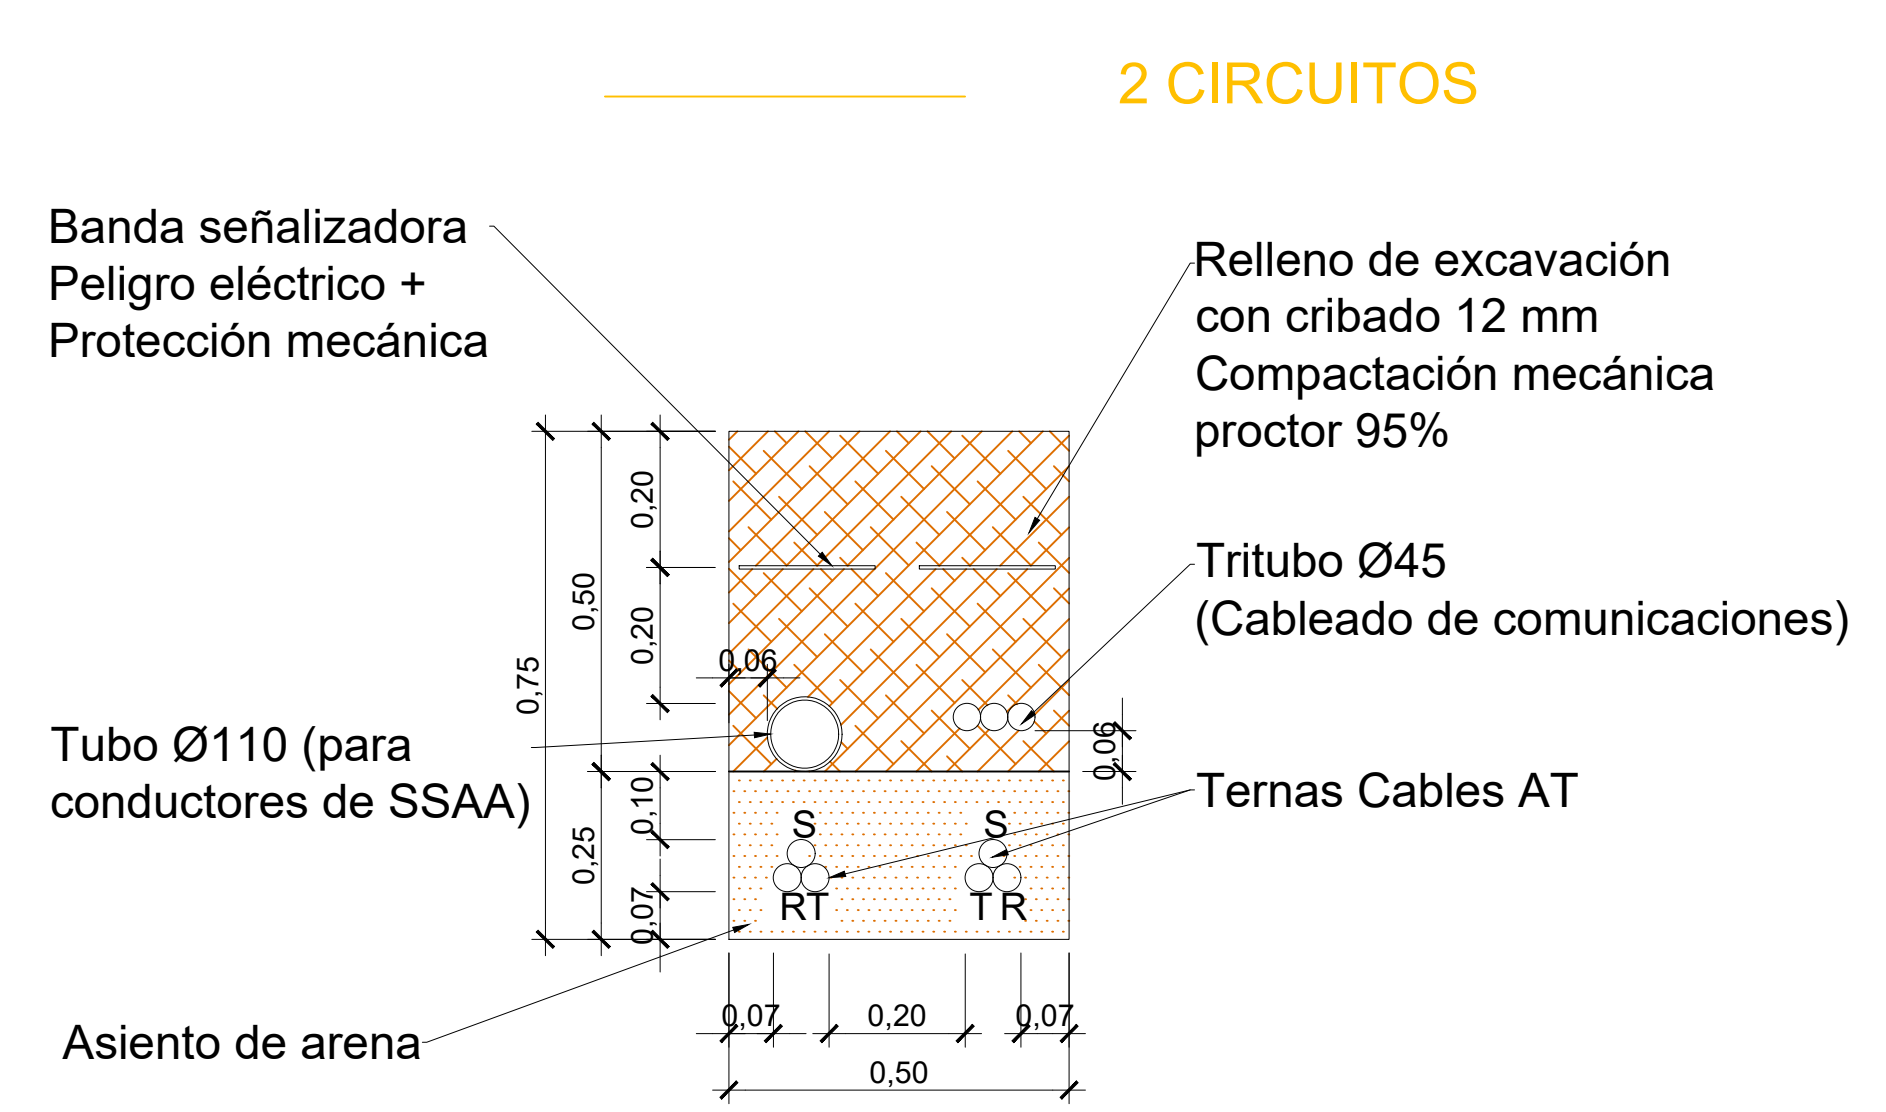 2 CIRCUITOS
Banda señalizadora
Peligro eléctrico +
Protección mecánica
Relleno de excavación
con cribado 12 mm
Compactación mecánica
proctor 95%
Tritubo Ø45
(Cableado de comunicaciones)
Tubo Ø110 (para
conductores de SSAA)
Ternas Cables AT
Asiento de arena
0,75
0,50
0,25
0,20
0,20
0,10
0,07
0,06
0,06
S
RT
S
T R
0,07
0,20
0,07
0,50